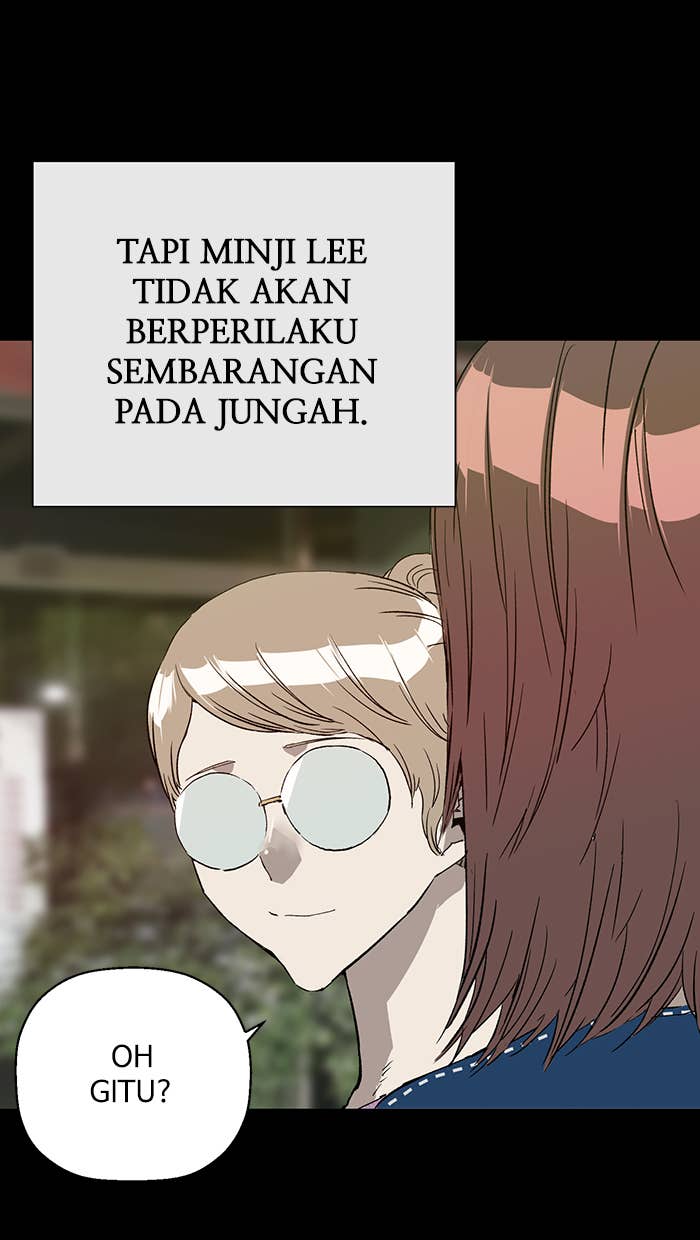 TAPI MINJI LEE
TIDAK AKAN
BERPERILAKU
SEMBARANGAN
PADA JUNGAH.
OH
GITU?